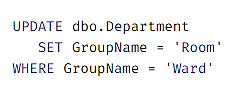 UPDATE dbo.Department
SET GroupName = 'Room'
WHERE GroupName = 'Ward'